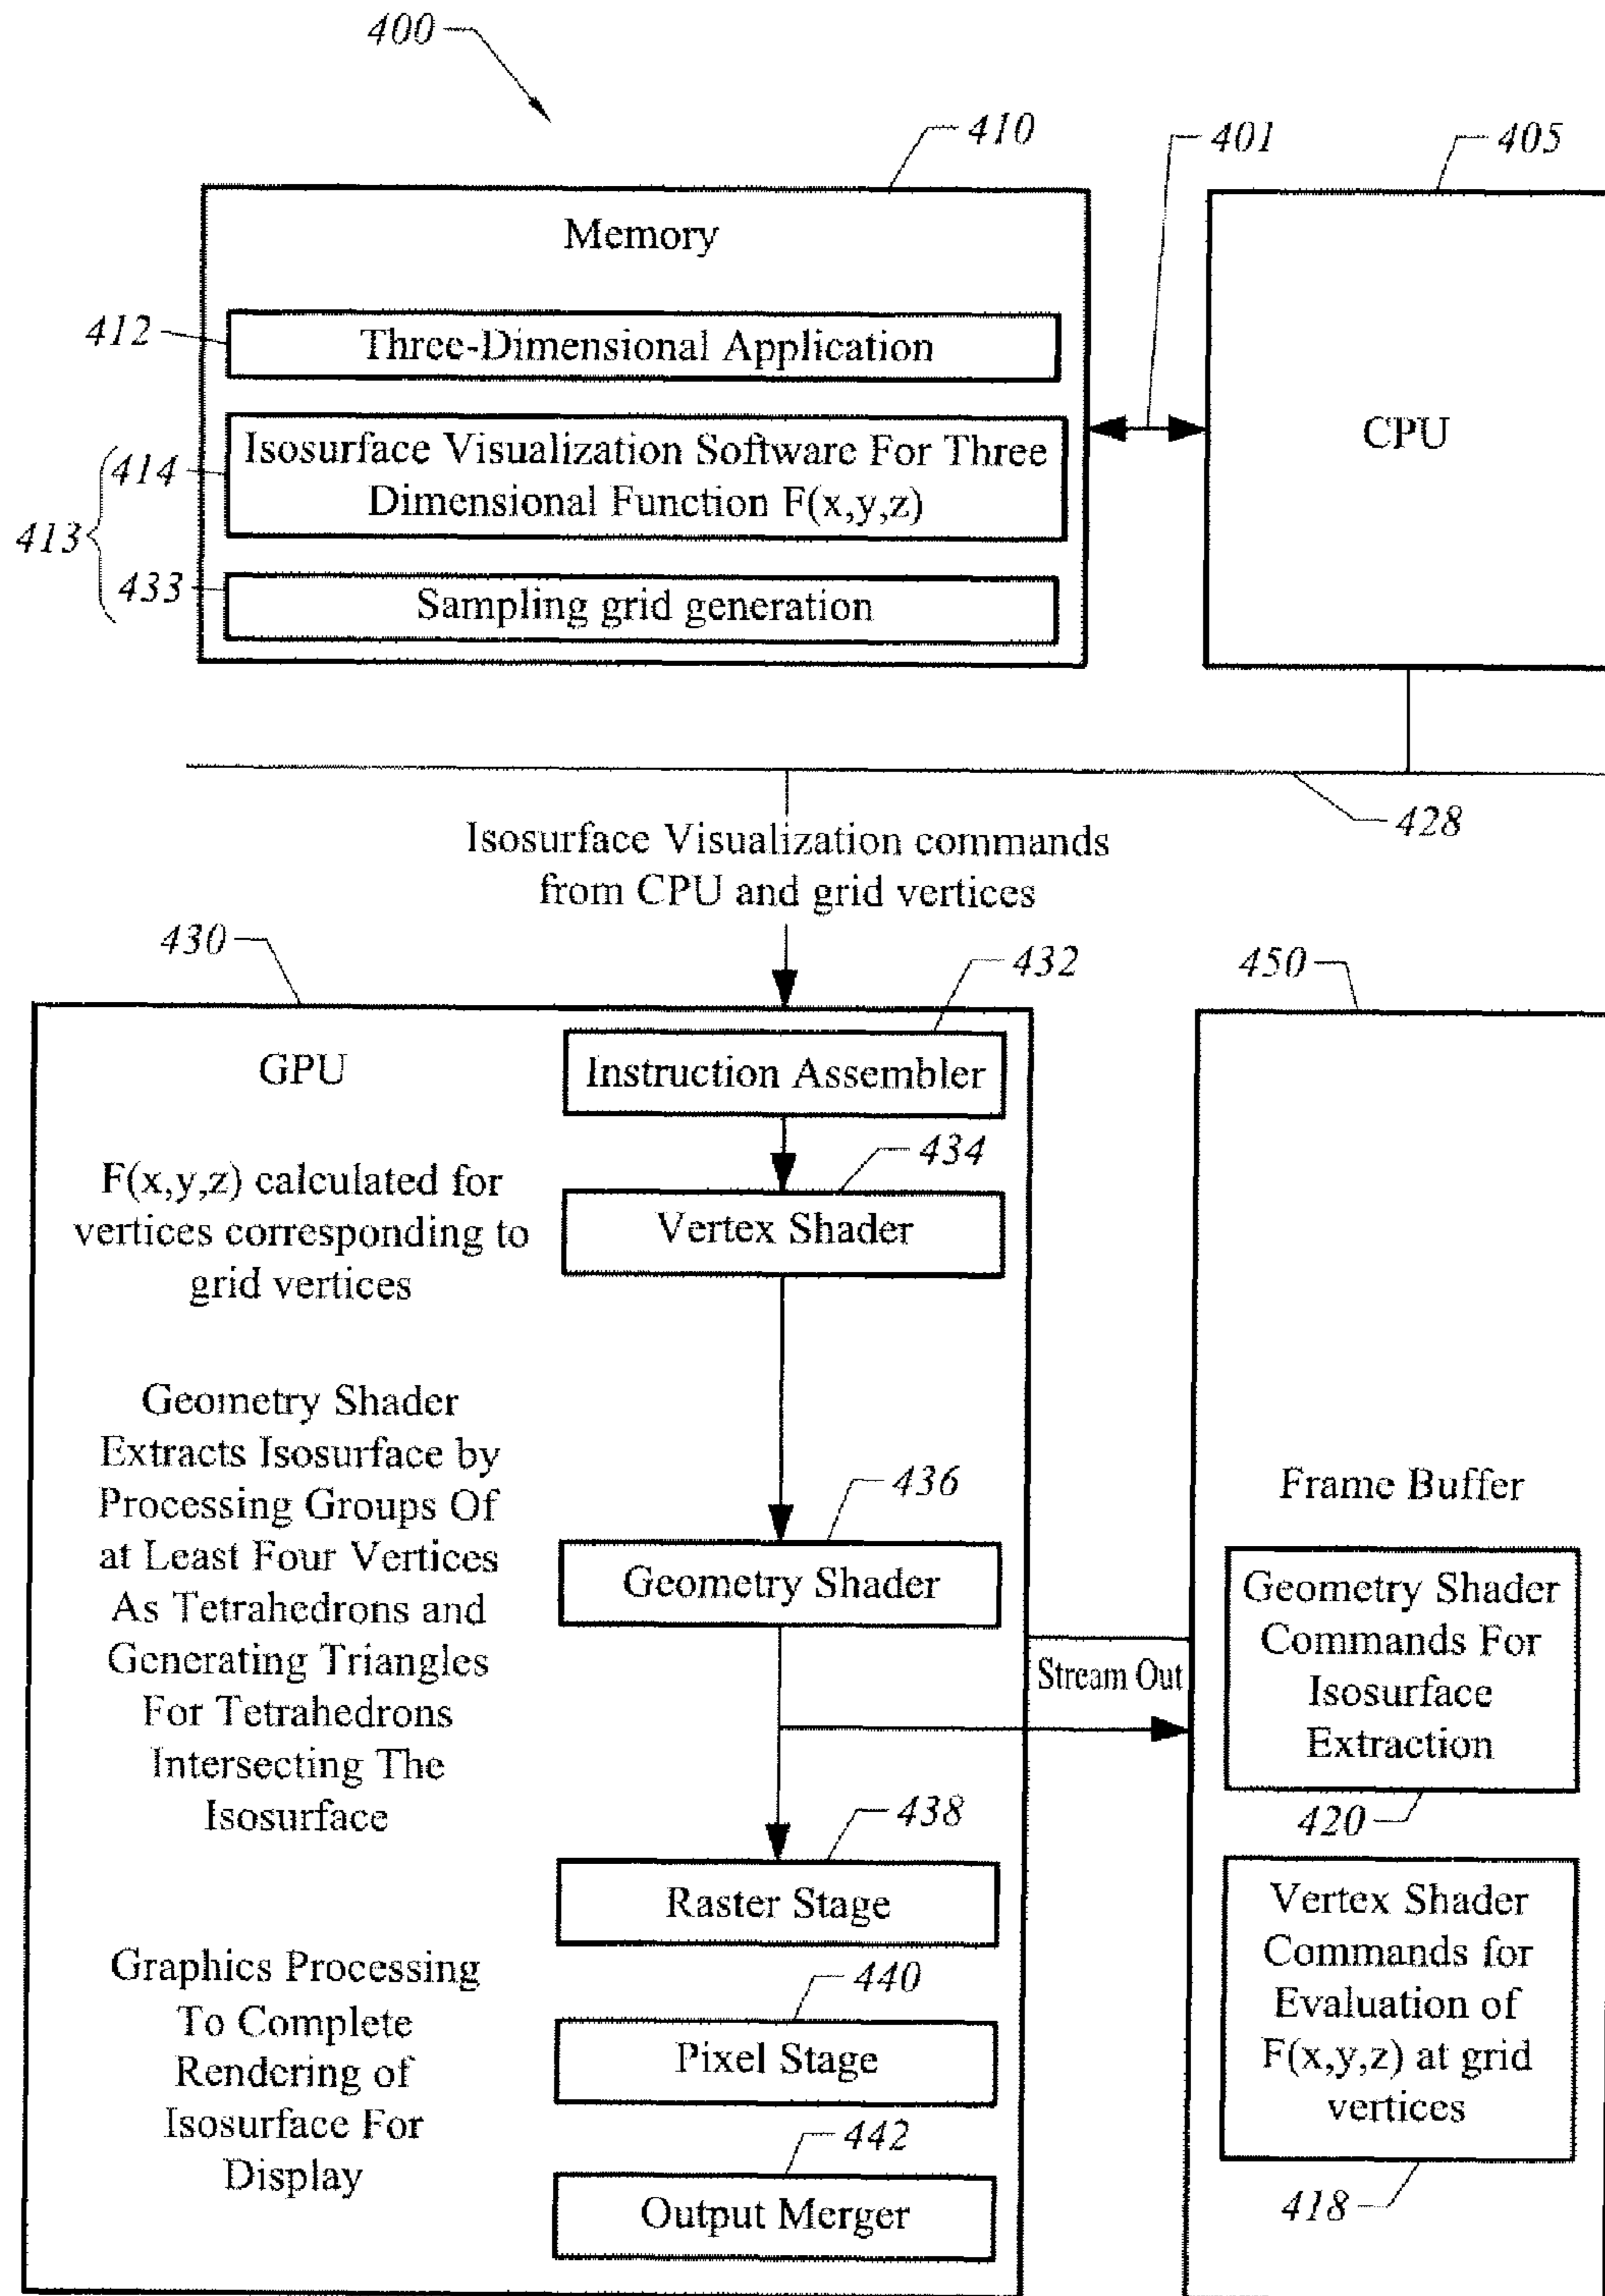 400
410
401
405
Memory
412
Three-Dimensional Application
CPU
413
414
Isosurface Visualization Software For Three
Dimensional Function F(x,y,z)
433
Sampling grid generation
428
Isosurface Visualization commands
from CPU and grid vertices
430
432
450
GPU
Instruction Assembler
434
F(x,y,z) calculated for
vertices corresponding to
grid vertices
Vertex Shader
Geometry Shader
Extracts Isosurface by
Processing Groups Of
at Least Four Vertices
As Tetrahedrons and
Generating Triangles
For Tetrahedrons
Intersecting The
Isosurface
436
Geometry Shader
Stream Out
Frame Buffer
Geometry Shader
Commands For
Isosurface
Extraction
420
438
Raster Stage
Graphics Processing
To Complete
Rendering of
Isosurface For
Display
440
Pixel Stage
442
Output Merger
Vertex Shader
Commands for
Evaluation of
F(x,y,z) at grid
vertices
418